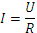 I = U/R